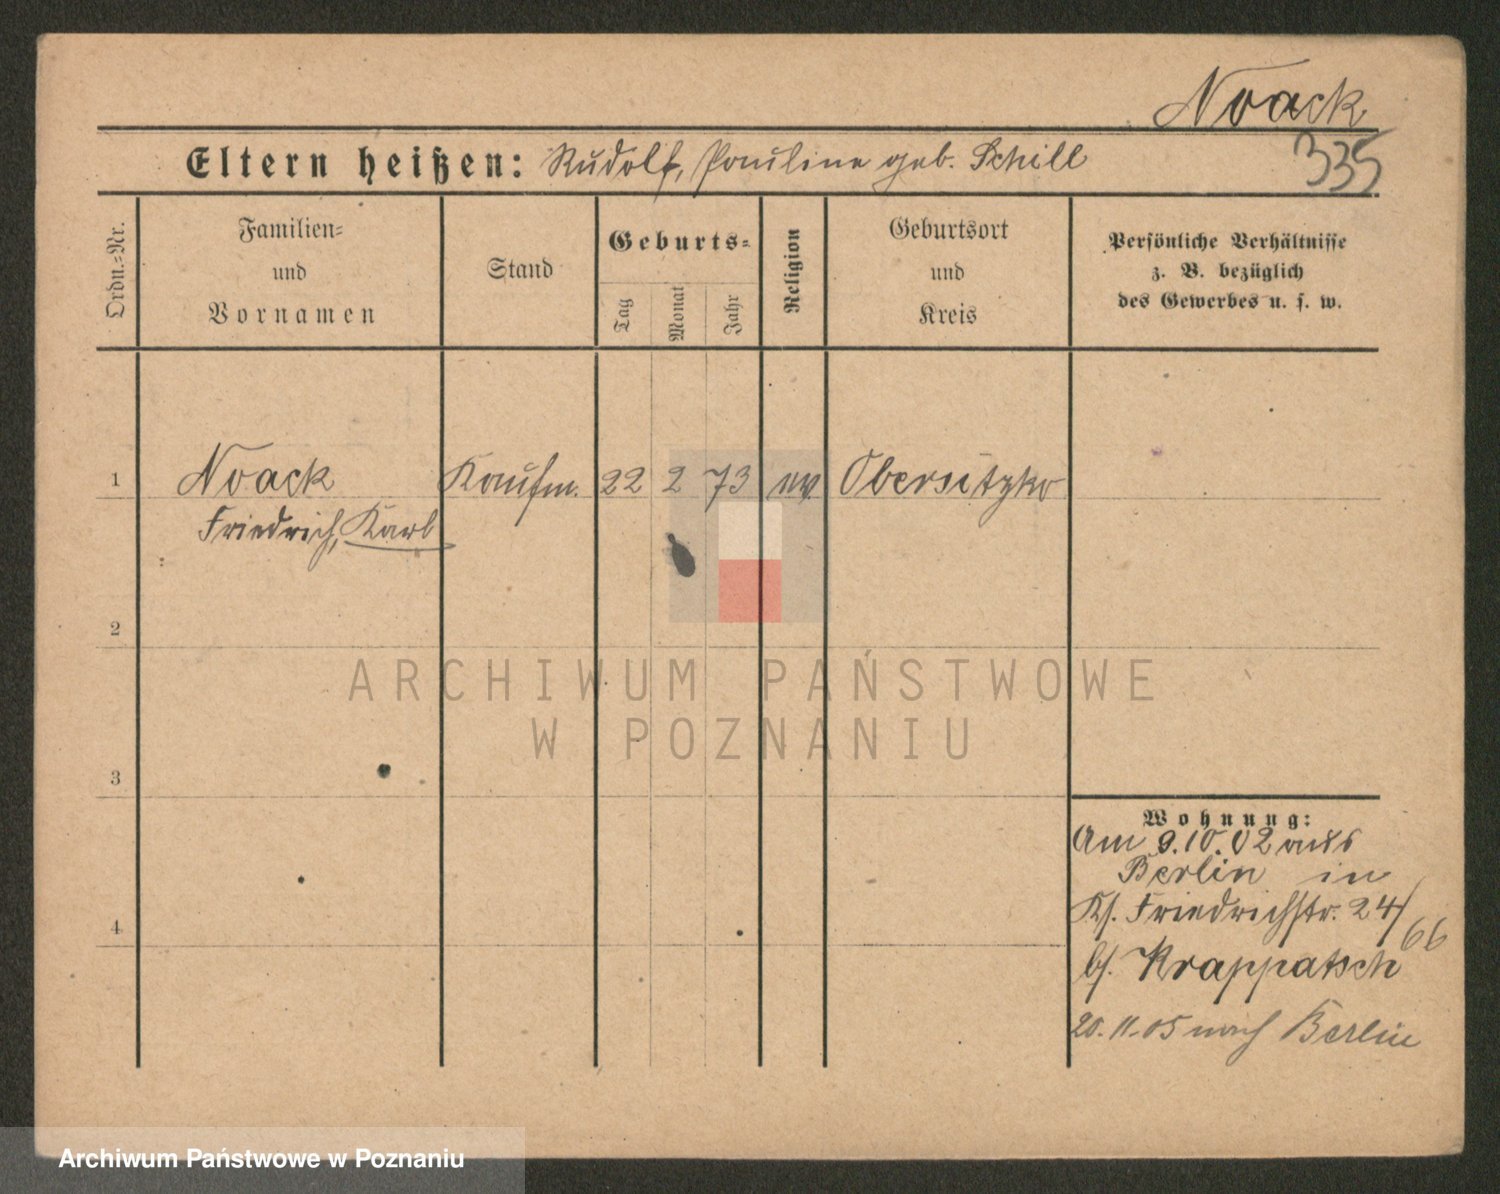 Noack
335
Eltern heißen: Rudolf, Pauline geb. Schill
Ordn.-Nr.
Familien-
und
Vornamen
Stand
Geburts-
Tag
Monat
Jahr
Religion
Geburtsort
und
Kreis
Persönliche Verhältnisse
z. B. bezüglich
des Gewerbes u. s. w.
1 Noack Kaufm. 22 2 73 ev Obersitzko
Friedrich, Karl
2
ARCHIWUM PAŃSTWOWE
W POZNANIU
3
Wohnung:
Am 9.10.02 aus
Berlin in
Ks. Friedrichstr. 24/
66
4
bs. Krappatsch
20.11.05 nach Berlin
Archiwum Państwowe w Poznaniu